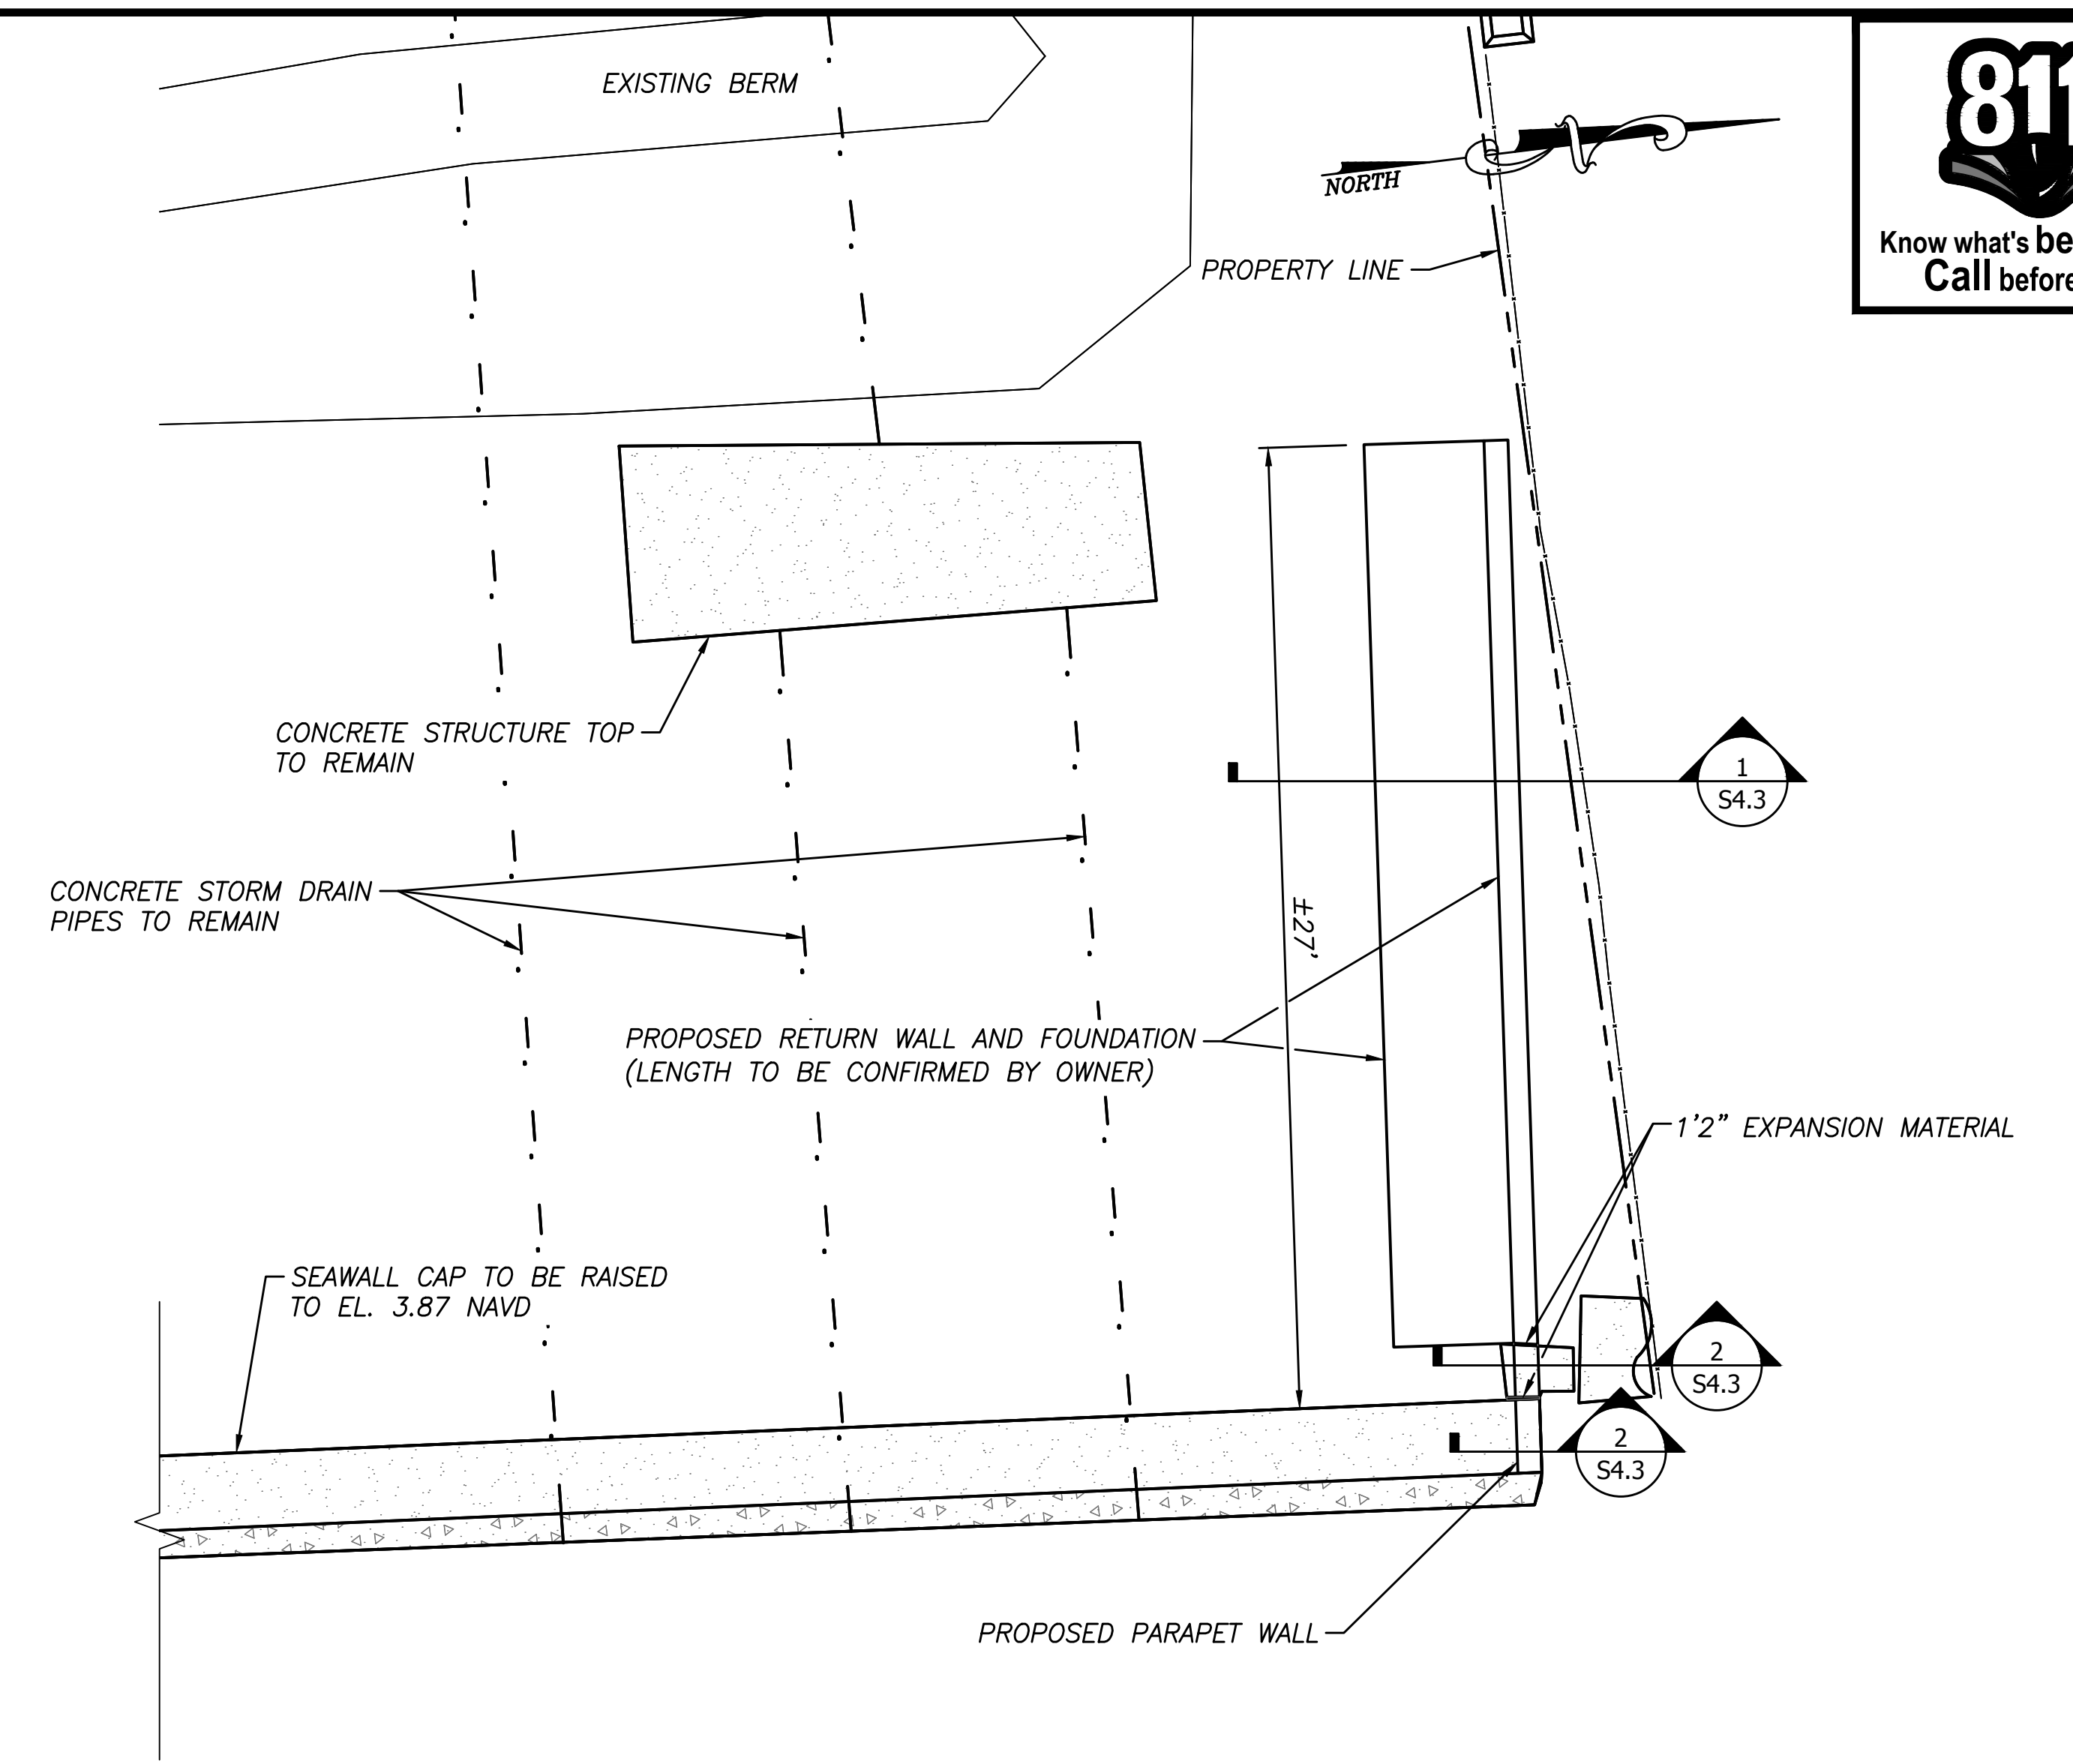 EXISTING BERM
NORTH
PROPERTY LINE
811
Know what's be
Call before
CONCRETE STRUCTURE TOP
TO REMAIN
1
S4.3
CONCRETE STORM DRAIN
PIPES TO REMAIN
±27'
PROPOSED RETURN WALL AND FOUNDATION
(LENGTH TO BE CONFIRMED BY OWNER)
1'2" EXPANSION MATERIAL
SEAWALL CAP TO BE RAISED
TO EL. 3.87 NAVD
2
S4.3
2
S4.3
PROPOSED PARAPET WALL